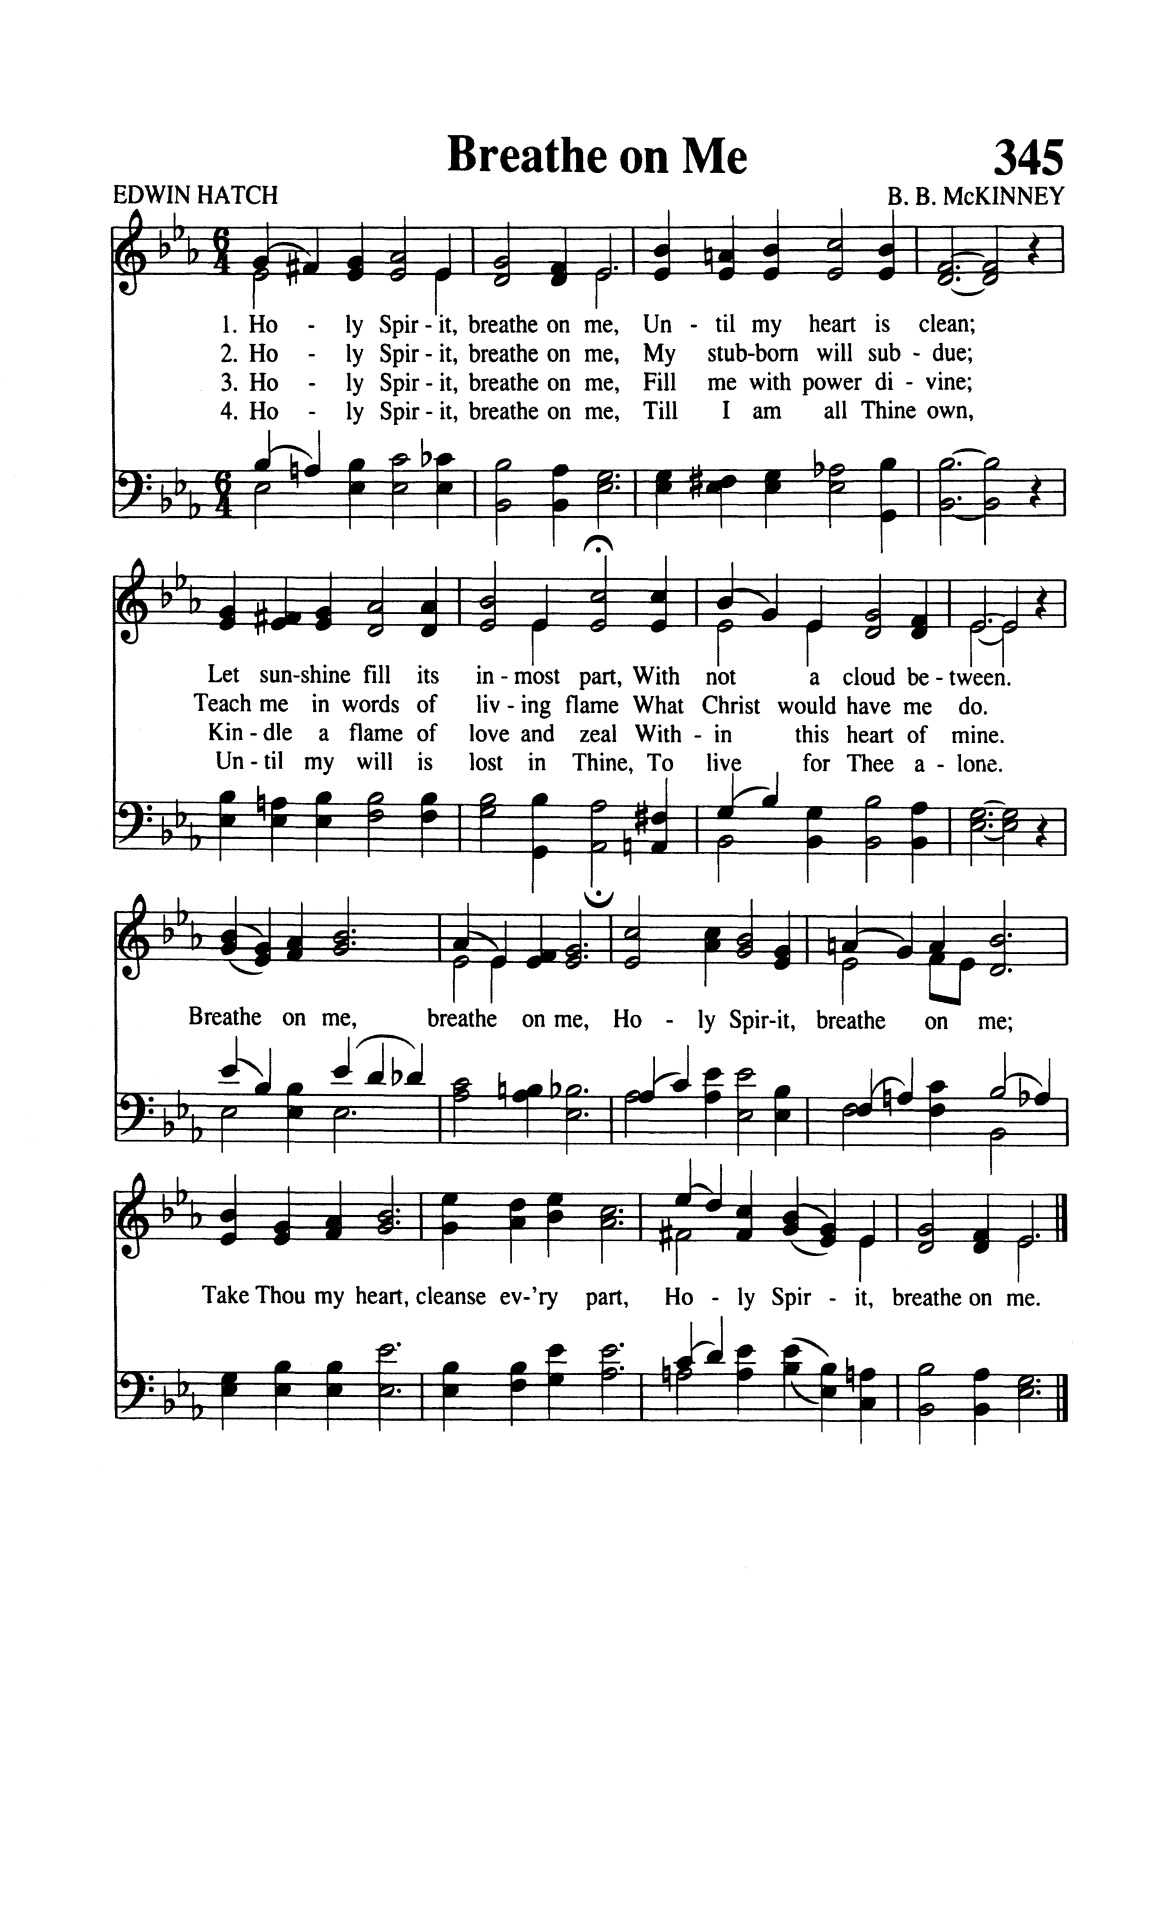 Breathe on Me 345
EDWIN HATCH B. B. McKINNEY
1. Ho - ly Spir - it, breathe on me, Un - til my heart is clean;
2. Ho - ly Spir - it, breathe on me, My stub-born will sub - due;
3. Ho - ly Spir - it, breathe on me, Fill me with power di - vine;
4. Ho - ly Spir - it, breathe on me, Till I am all Thine own,
Let sun-shine fill its in - most part, With not a cloud be - tween.
Teach me in words of liv - ing flame What Christ would have me do.
Kin - dle a flame of love and zeal With - in this heart of mine.
Un - til my will is lost in Thine, To live for Thee a - lone.
Breathe on me, breathe on me, Ho - ly Spir-it, breathe on me;
Take Thou my heart, cleanse ev-'ry part, Ho - ly Spir - it, breathe on me.